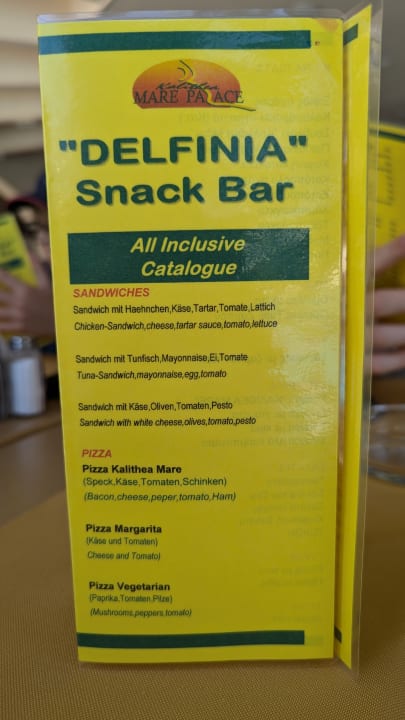 Kalithea
MARE PALACE
"DELFINIA"
Snack Bar
All Inclusive
Catalogue
SANDWICHES
Sandwich mit Haehnchen,Käse,Tartar,Tomate,Lattich
Chicken-Sandwich,cheese,tartar sauce,tomato,lettuce
Sandwich mit Tunfisch,Mayonnaise,Ei,Tomate
Tuna-Sandwich,mayonnaise,egg,tomato
Sandwich mit Käse,Oliven,Tomaten,Pesto
Sandwich with white cheese,olives,tomato,pesto
PIZZA
Pizza Kalithea Mare
(Speck,Käse,Tomaten,Schinken)
(Bacon,cheese,peper,tomato,Ham)
Pizza Margarita
(Käse und Tomaten)
Cheese and Tomato)
Pizza Vegetarian
(Paprika,Tomaten,Pilze)
(Mushrooms,peppers,tomato)